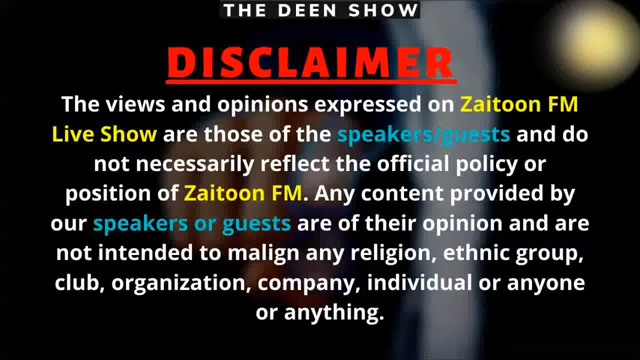 THE DEEN SHOW
DISCLAIMER
The views and opinions expressed on Zaitoon FM
Live Show are those of the speakers/guests and do
not necessarily reflect the official policy or
position of Zaitoon FM. Any content provided by
our speakers or guests are of their opinion and are
not intended to malign any religion, ethnic group,
club, organization, company, individual or anyone
or anything.